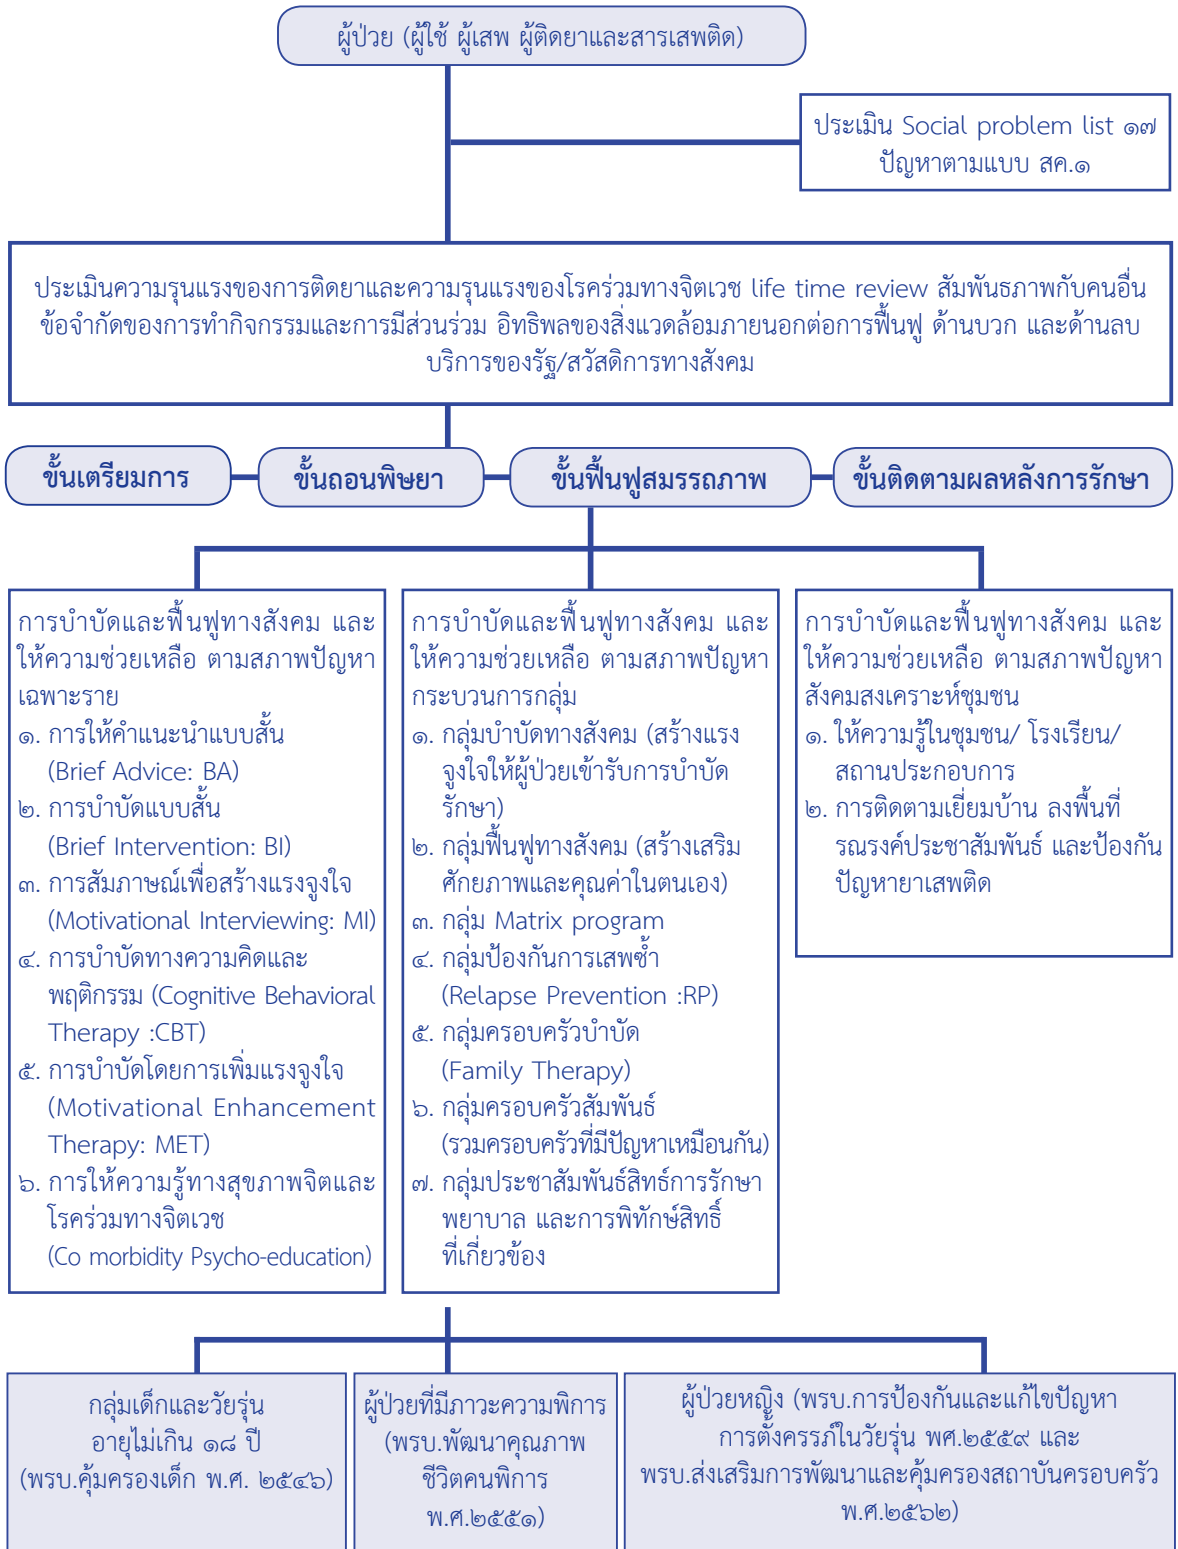 ผู้ป่วย (ผู้ใช้ ผู้เสพ ผู้ติดยาและสารเสพติด)
ประเมิน Social problem list ๑๗
ปัญหาตามแบบ สค.๑
ประเมินความรุนแรงของการติดยาและความรุนแรงของโรคร่วมทางจิตเวช life time review สัมพันธภาพกับคนอื่น
ข้อจำกัดของการทำกิจกรรมและการมีส่วนร่วม อิทธิพลของสิ่งแวดล้อมภายนอกต่อการฟื้นฟู ด้านบวก และด้านลบ
บริการของรัฐ/สวัสดิการทางสังคม
ขั้นเตรียมการ
ขั้นถอนพิษยา
ขั้นฟื้นฟูสมรรถภาพ
ขั้นติดตามผลหลังการรักษา
การบำบัดและฟื้นฟูทางสังคม และ
ให้ความช่วยเหลือ ตามสภาพปัญหา
เฉพาะราย
๑. การให้คำแนะนำแบบสั้น
(Brief Advice: BA)
๒. การบำบัดแบบสั้น
(Brief Intervention: BI)
๓. การสัมภาษณ์เพื่อสร้างแรงจูงใจ
(Motivational Interviewing: MI)
๔. การบำบัดทางความคิดและ
พฤติกรรม (Cognitive Behavioral
Therapy :CBT)
๕. การบำบัดโดยการเพิ่มแรงจูงใจ
(Motivational Enhancement
Therapy: MET)
๖. การให้ความรู้ทางสุขภาพจิตและ
โรคร่วมทางจิตเวช
(Co morbidity Psycho-education)
การบำบัดและฟื้นฟูทางสังคม และ
ให้ความช่วยเหลือ ตามสภาพปัญหา
กระบวนการกลุ่ม
๑. กลุ่มบำบัดทางสังคม (สร้างแรง
จูงใจให้ผู้ป่วยเข้ารับการบำบัด
รักษา)
๒. กลุ่มฟื้นฟูทางสังคม (สร้างเสริม
ศักยภาพและคุณค่าในตนเอง)
๓. กลุ่ม Matrix program
๔. กลุ่มป้องกันการเสพซ้ำ
(Relapse Prevention :RP)
๕. กลุ่มครอบครัวบำบัด
(Family Therapy)
๖. กลุ่มครอบครัวสัมพันธ์
(รวมครอบครัวที่มีปัญหาเหมือนกัน)
๗. กลุ่มประชาสัมพันธ์สิทธ์การรักษา
พยาบาล และการพิทักษ์สิทธิ์
ที่เกี่ยวข้อง
การบำบัดและฟื้นฟูทางสังคม และ
ให้ความช่วยเหลือ ตามสภาพปัญหา
สังคมสงเคราะห์ชุมชน
๑. ให้ความรู้ในชุมชน/ โรงเรียน/
สถานประกอบการ
๒. การติดตามเยี่ยมบ้าน ลงพื้นที่
รณรงค์ประชาสัมพันธ์ และป้องกัน
ปัญหายาเสพติด
กลุ่มเด็กและวัยรุ่น
อายุไม่เกิน ๑๘ ปี
(พรบ.คุ้มครองเด็ก พ.ศ. ๒๕๔๖)
ผู้ป่วยที่มีภาวะความพิการ
(พรบ.พัฒนาคุณภาพ
ชีวิตคนพิการ
พ.ศ.๒๕๕๑)
ผู้ป่วยหญิง (พรบ.การป้องกันและแก้ไขปัญหา
การตั้งครรภ์ในวัยรุ่น พศ.๒๕๕๙ และ
พรบ.ส่งเสริมการพัฒนาและคุ้มครองสถาบันครอบครัว
พ.ศ.๒๕๖๒)